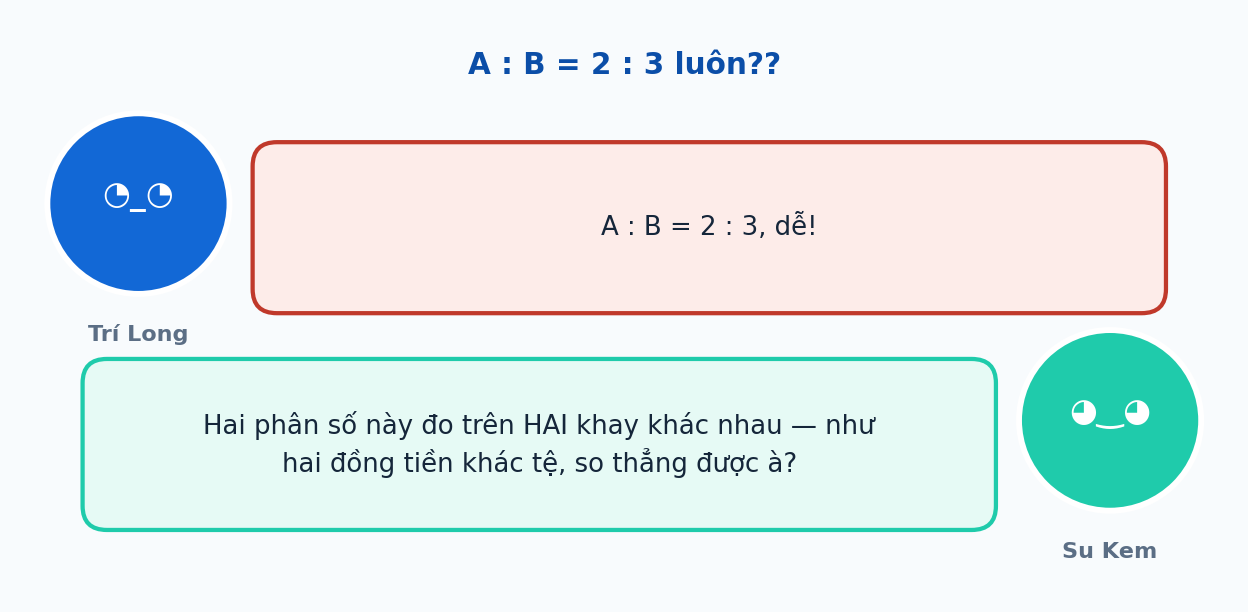 A : B = 2 : 3 luôn??
A : B = 2 : 3, dễ!
Trí Long
Hai phân số này đo trên HAI khay khác nhau — như
hai đồng tiền khác tệ, so thẳng được à?
Su Kem